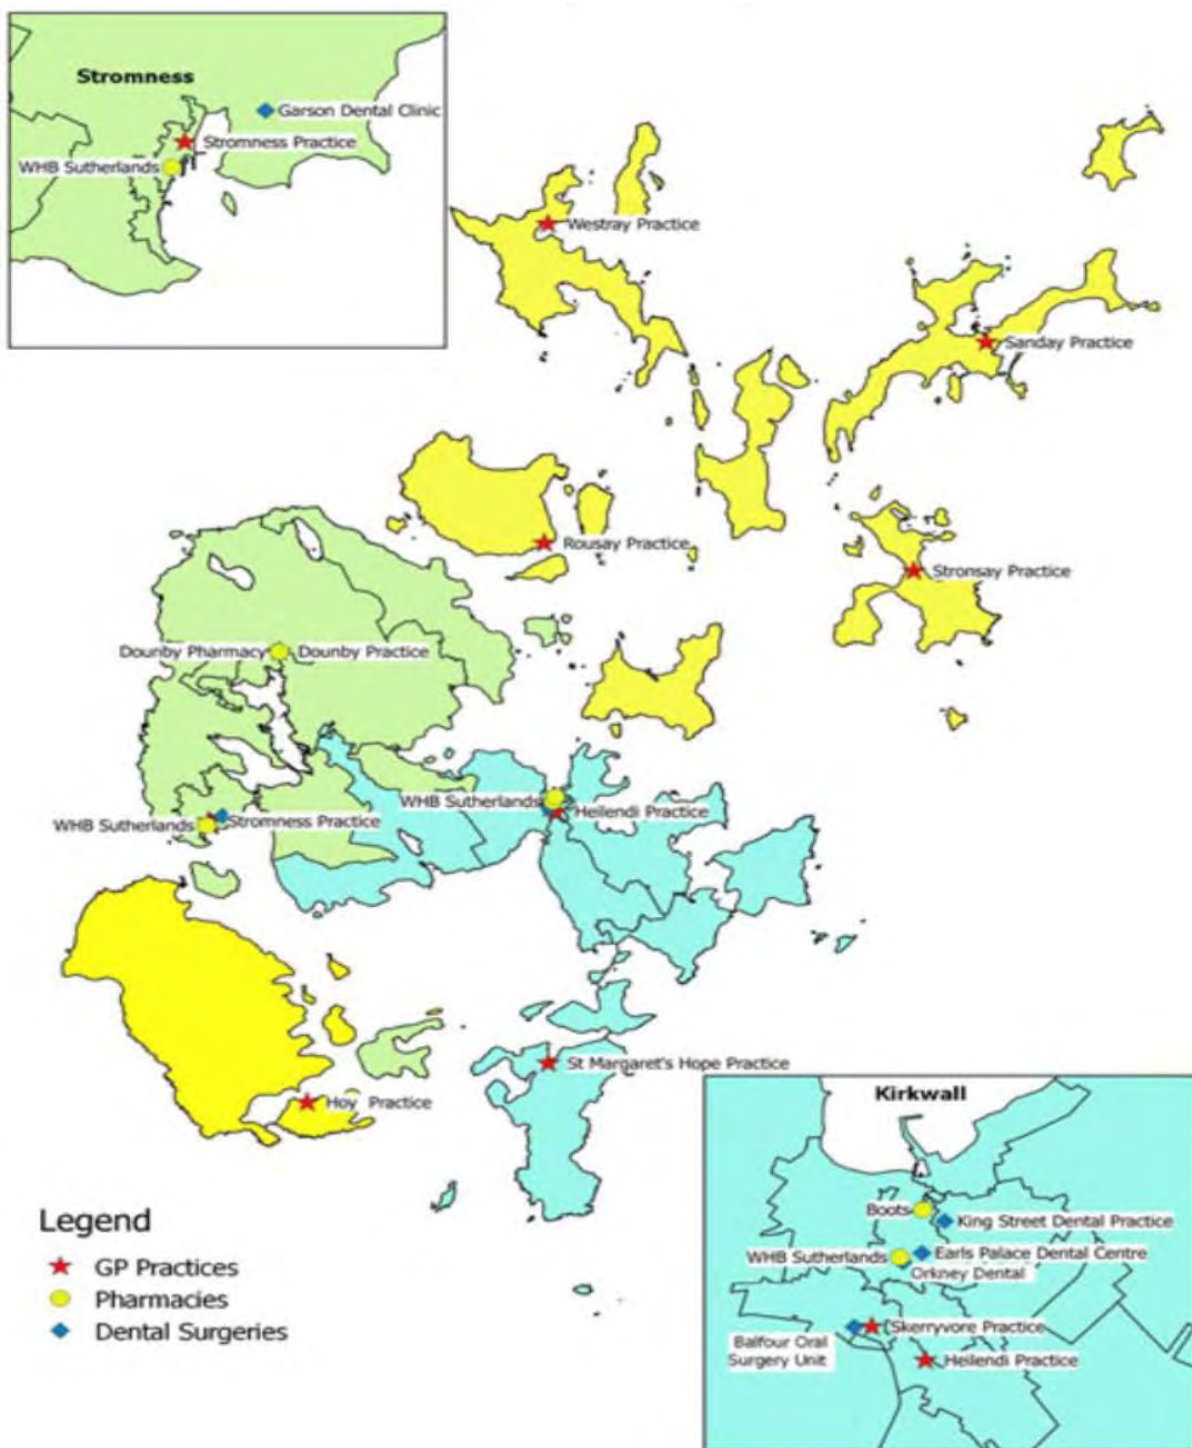 Stromness
Garson Dental Clinic
Stromness Practice
WHB Sutherlands
Westray Practice
Sanday Practice
Rousay Practice
Stronsay Practice
Dounby Pharmacy
Dounby Practice
WHB Sutherlands
Heilendi Practice
WHB Sutherlands
Stromness Practice
St Margaret's Hope Practice
Hoy Practice
Kirkwall
Boots
King Street Dental Practice
WHB Sutherlands
Earls Palace Dental Centre
Orkney Dental
Skerryvore Practice
Balfour Oral
Surgery Unit
Heilendi Practice
Legend
GP Practices
Pharmacies
Dental Surgeries